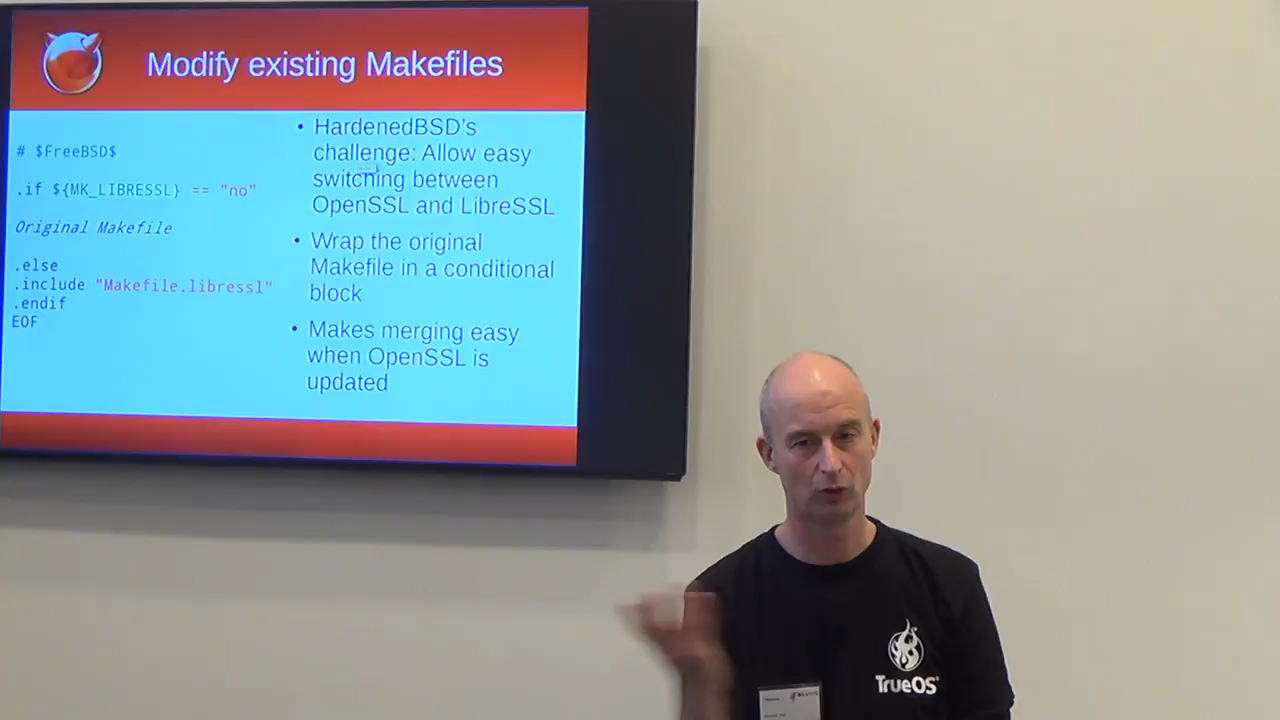 Modify existing Makefiles
# $FreeBSD$
.if ${MK_LIBRESSL} == "no"
Original Makefile
.else
.include "Makefile.libressl"
.endif
EOF
• HardenedBSD's
challenge: Allow easy
switching between
OpenSSL and LibreSSL
• Wrap the original
Makefile in a conditional
block
• Makes merging easy
when OpenSSL is
updated
TrueOS